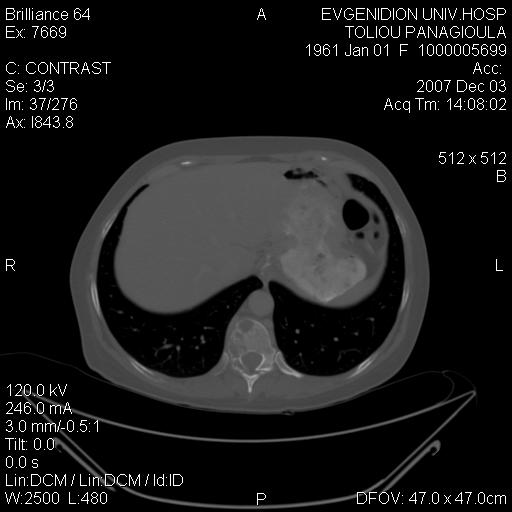 Brilliance 64
Ex: 7669
C: CONTRAST
Se: 3/3
Im: 37/276
Ax: I843.8
A
EVGENIDION UNIV.HOSP
TOLIOU PANAGIOULA
1961 Jan 01 F 1000005699
Acc:
2007 Dec 03
Acq Tm: 14:08:02
512 x 512
B
R
L
120.0 kV
246.0 mA
3.0 mm/-0.5:1
Tilt: 0.0
0.0 s
Lin:DCM / Lin:DCM / Id:ID
W:2500 L:480
P
DFOV: 47.0 x 47.0cm